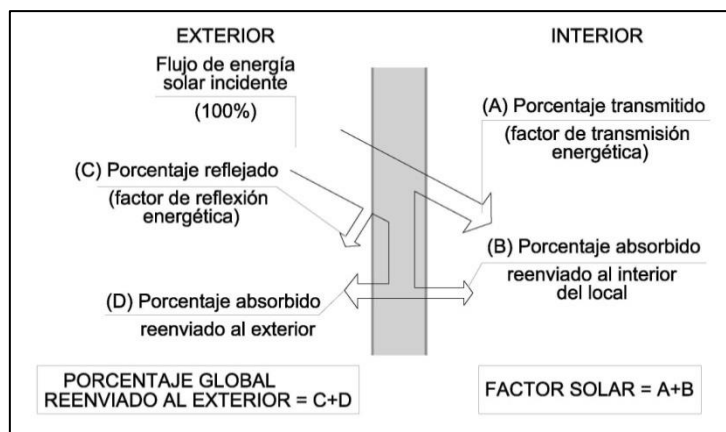 EXTERIOR
Flujo de energía
solar incidente
(100%)
(C) Porcentaje reflejado
(factor de reflexión
energética)
(D) Porcentaje absorbido
reenviado al exterior
PORCENTAJE GLOBAL
REENVIADO AL EXTERIOR = C+D
INTERIOR
(A) Porcentaje transmitido
(factor de transmisión
energética)
(B) Porcentaje absorbido
reenviado al interior
del local
FACTOR SOLAR = A+B